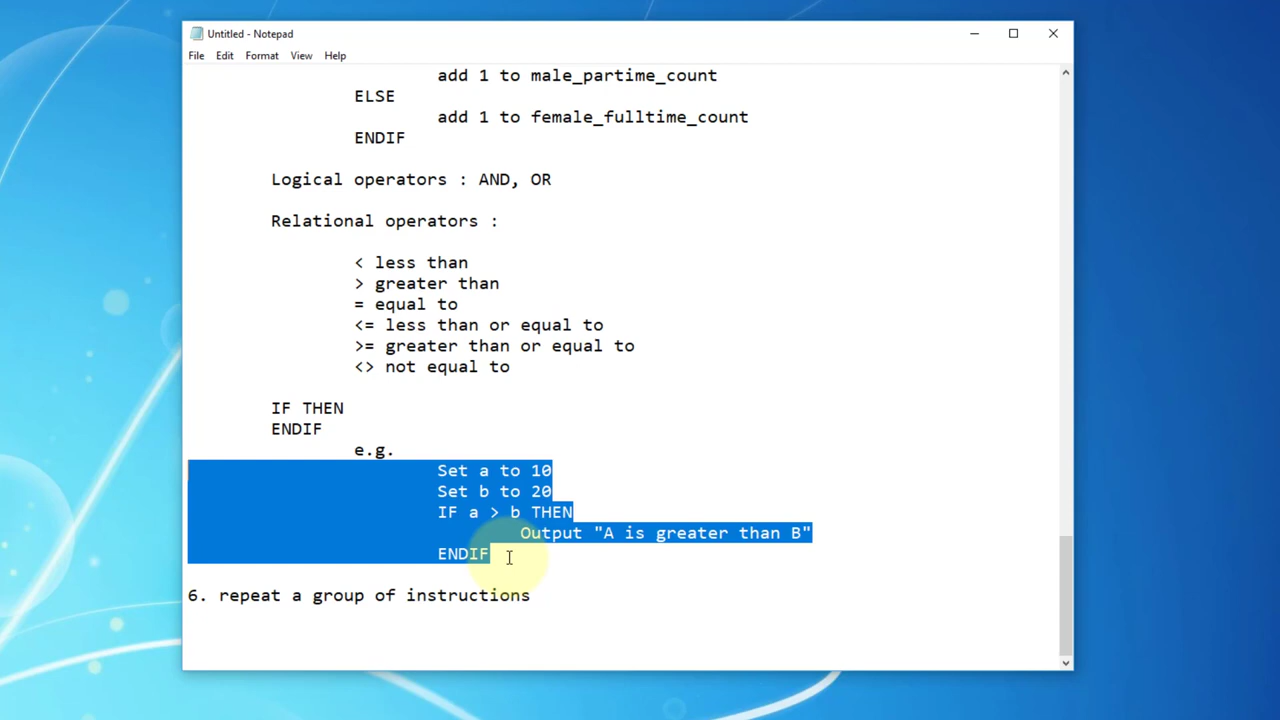 Untitled - Notepad
File Edit Format View Help
add 1 to male_partime_count
ELSE
add 1 to female_fulltime_count
ENDIF
Logical operators : AND, OR
Relational operators :
< less than
> greater than
= equal to
<= less than or equal to
>= greater than or equal to
<> not equal to
IF THEN
ENDIF
e.g.
Set a to 10
Set b to 20
IF a > b THEN
Output "A is greater than B"
ENDIF
6. repeat a group of instructions